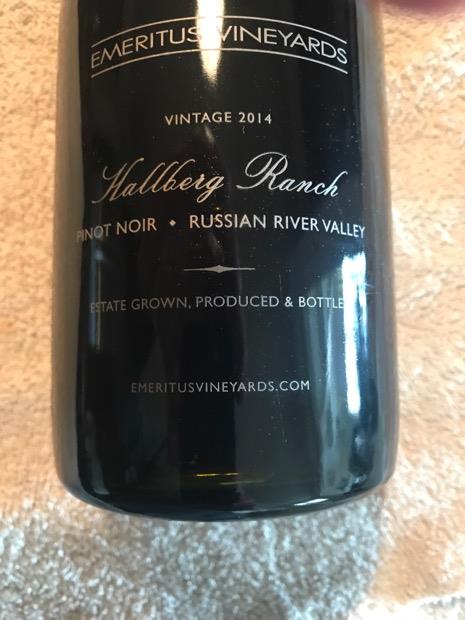 EMERITUS VINEYARDS
VINTAGE 2014
Hallberg Ranch
PINOT NOIR • RUSSIAN RIVER VALLEY
ESTATE GROWN, PRODUCED & BOTTLE
EMERITUSVINEYARDS.COM